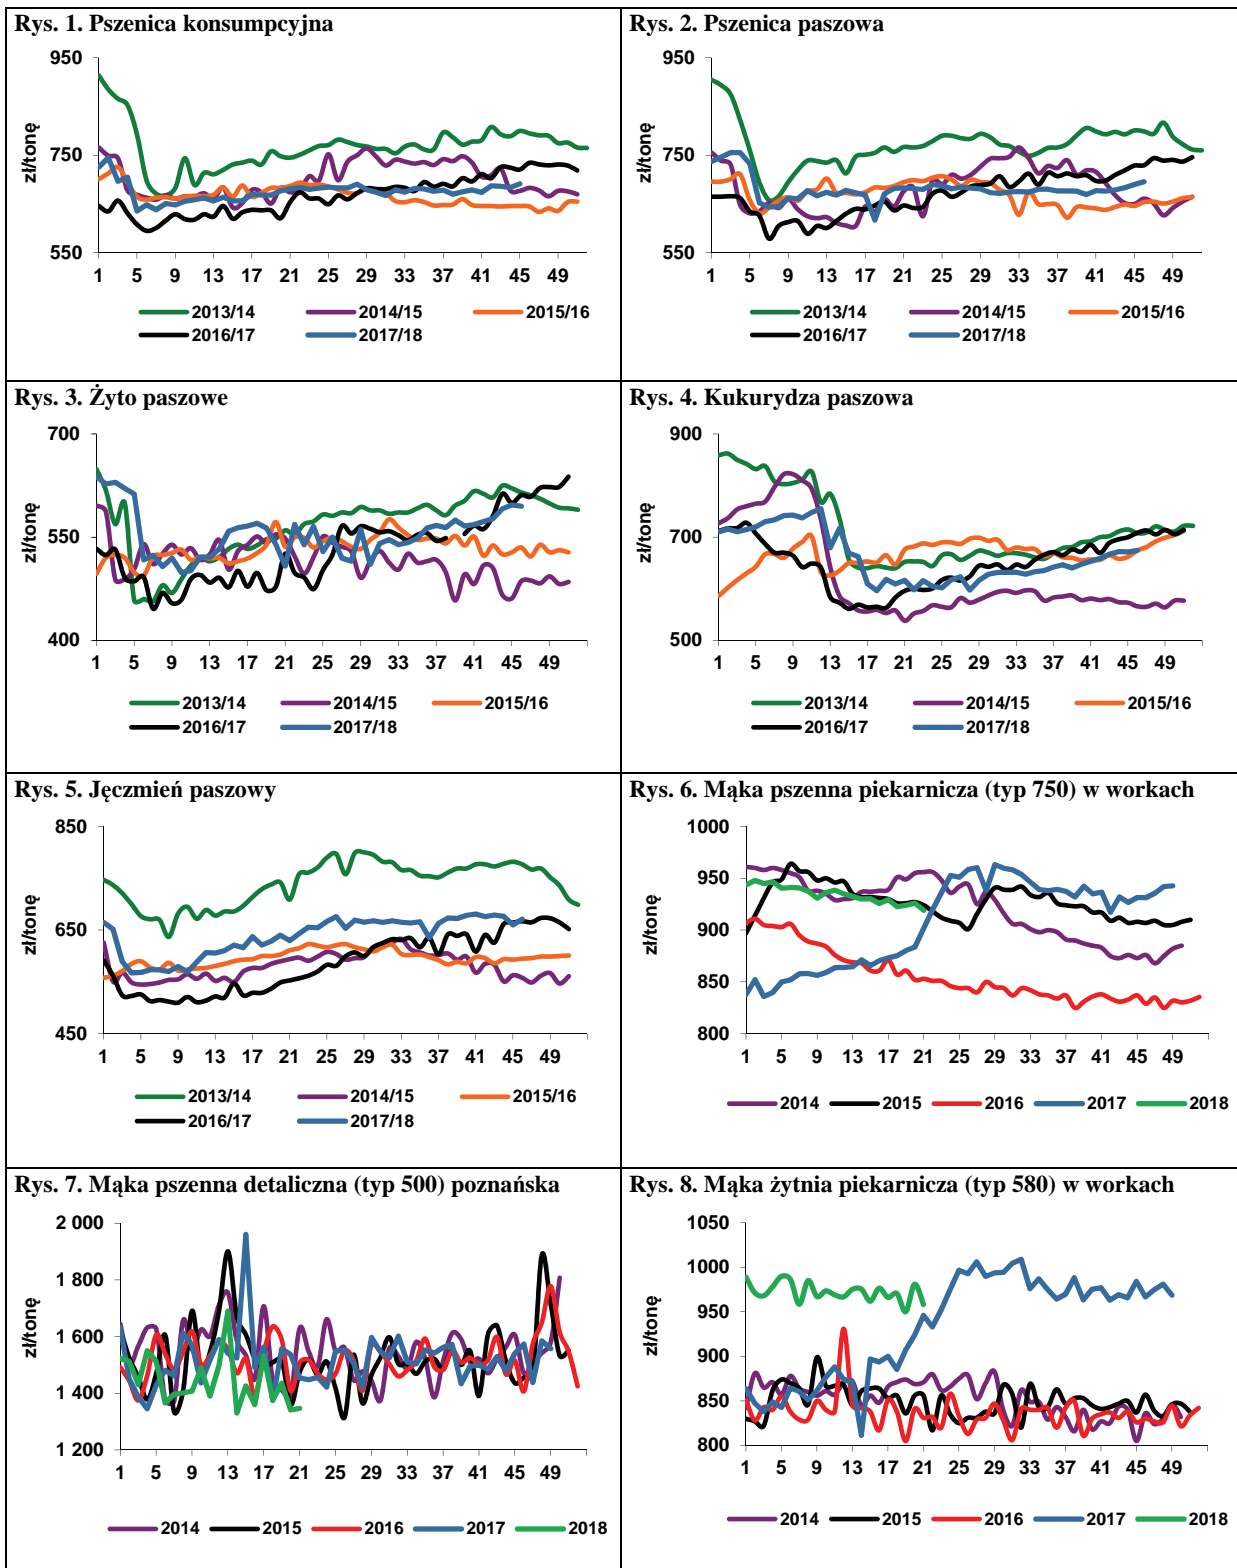 Rys. 1. Pszenica konsumpcyjna
950
750
550
zł/tonę
1 5 9 13 17 21 25 29 33 37 41 45 49
2013/14 2014/15 2015/16
2016/17 2017/18
Rys. 2. Pszenica paszowa
950
750
550
zł/tonę
1 5 9 13 17 21 25 29 33 37 41 45 49
2013/14 2014/15 2015/16
2016/17 2017/18
Rys. 3. Żyto paszowe
700
550
400
zł/tonę
1 5 9 13 17 21 25 29 33 37 41 45 49
2013/14 2014/15 2015/16
2016/17 2017/18
Rys. 4. Kukurydza paszowa
900
700
500
zł/tonę
1 5 9 13 17 21 25 29 33 37 41 45 49
2013/14 2014/15 2015/16
2016/17 2017/18
Rys. 5. Jęczmień paszowy
850
650
450
zł/tonę
1 5 9 13 17 21 25 29 33 37 41 45 49
2013/14 2014/15 2015/16
2016/17 2017/18
Rys. 6. Mąka pszenna piekarnicza (typ 750) w workach
1000
950
900
850
800
zł/tonę
1 5 9 13 17 21 25 29 33 37 41 45 49
2014 2015 2016 2017 2018
Rys. 7. Mąka pszenna detaliczna (typ 500) poznańska
2 000
1 800
1 600
1 400
1 200
zł/tonę
1 5 9 13 17 21 25 29 33 37 41 45 49
2014 2015 2016 2017 2018
Rys. 8. Mąka żytnia piekarnicza (typ 580) w workach
1050
1000
950
900
850
800
zł/tonę
1 5 9 13 17 21 25 29 33 37 41 45 49
2014 2015 2016 2017 2018